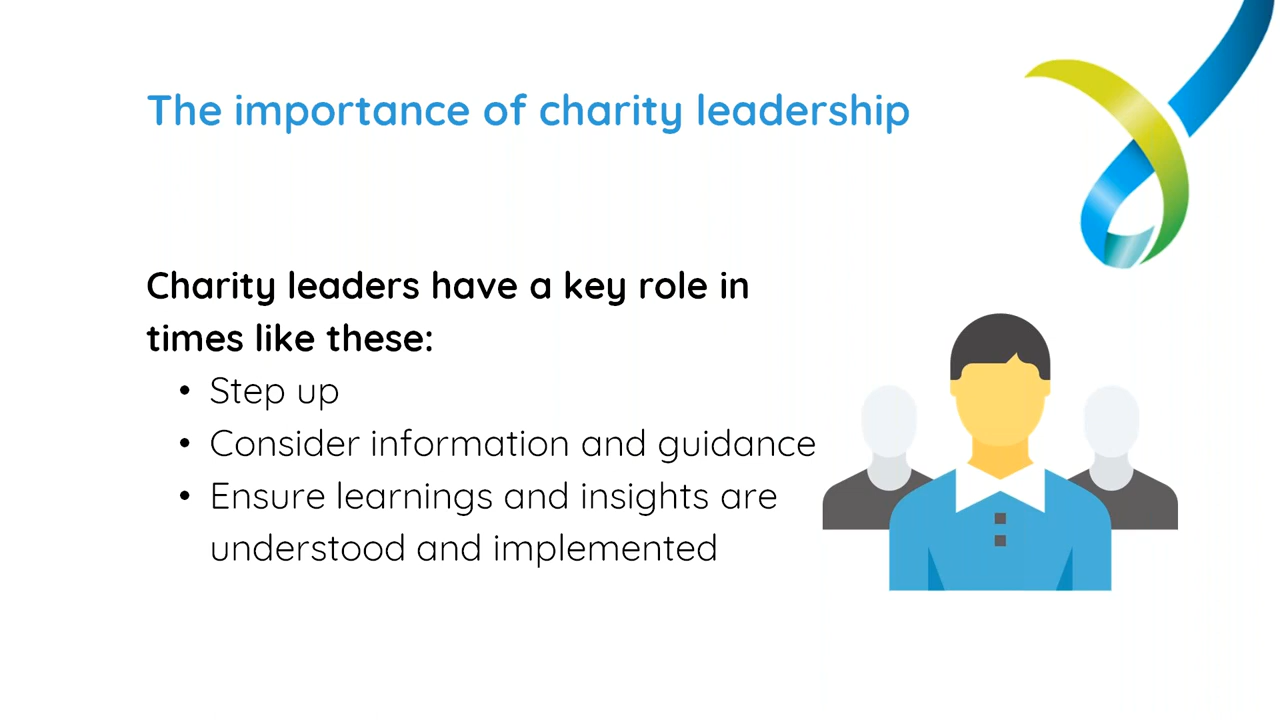 The importance of charity leadership
Charity leaders have a key role in
times like these:
• Step up
• Consider information and guidance
• Ensure learnings and insights are
understood and implemented